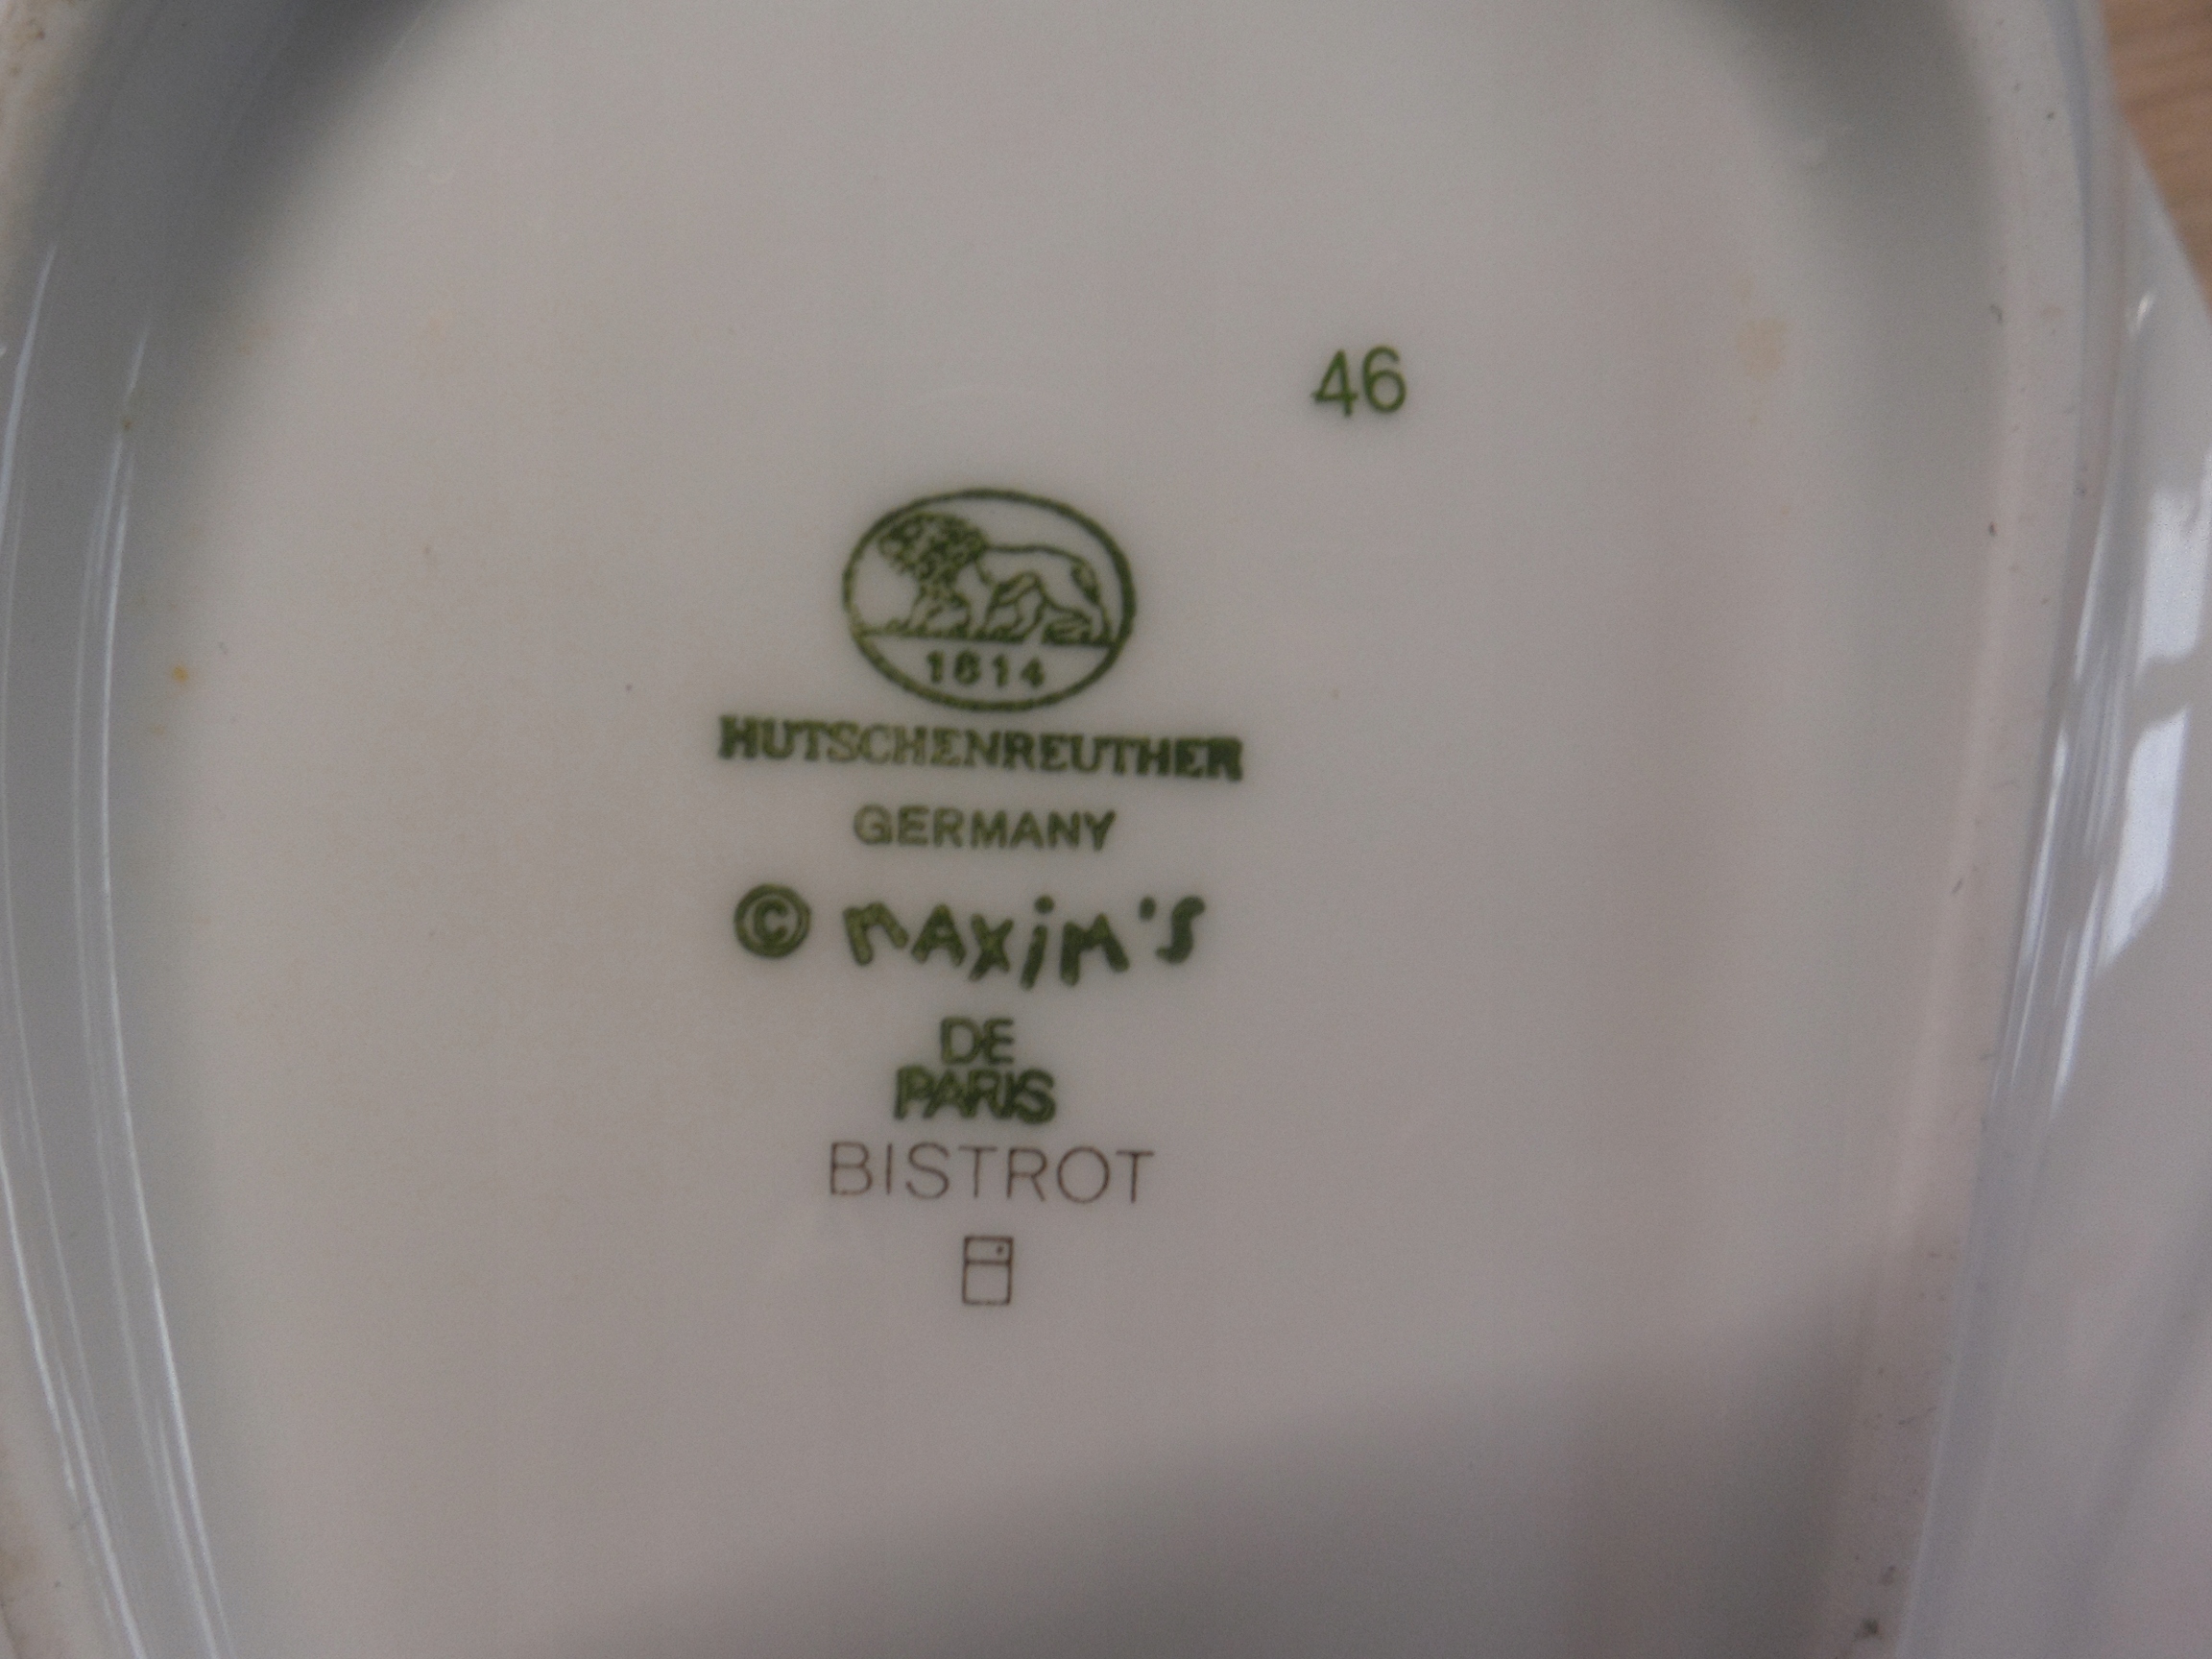 46
1814
HUTSCHENREUTHER
GERMANY
© MAXiM'S
DE
PARIS
BISTROT